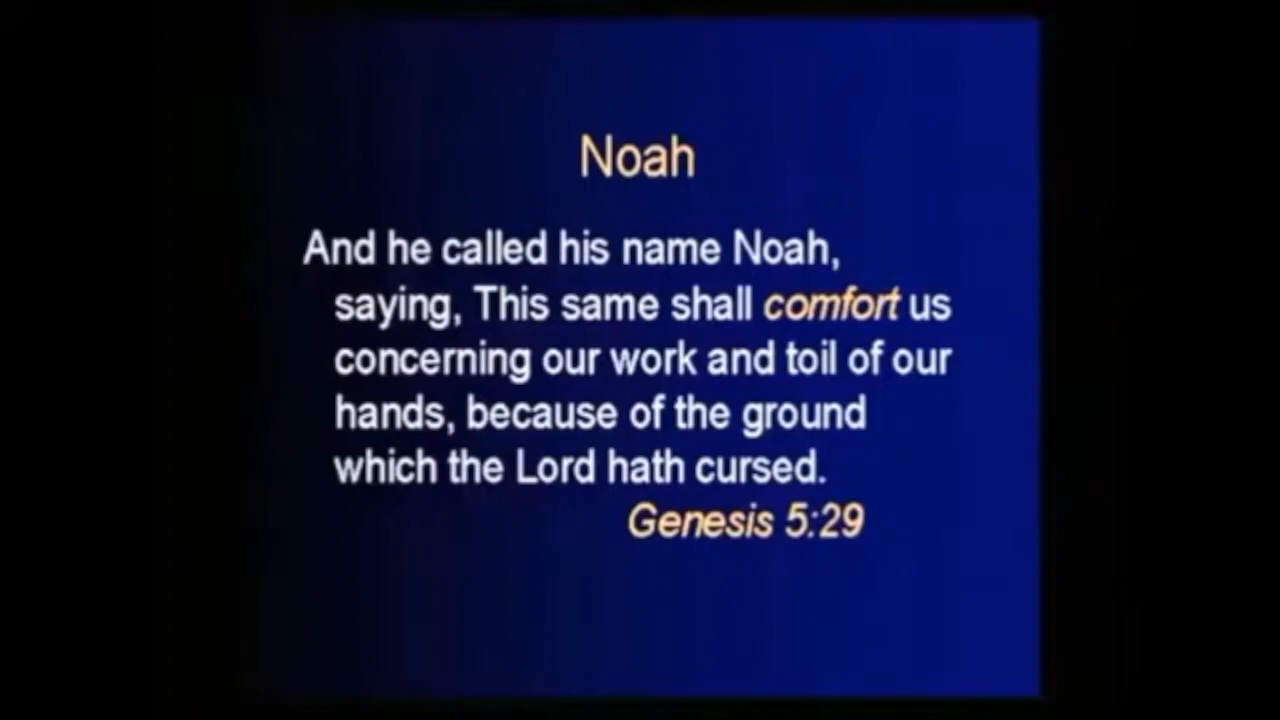 Noah
And he called his name Noah,
saying, This same shall comfort us
concerning our work and toil of our
hands, because of the ground
which the Lord hath cursed.
Genesis 5:29